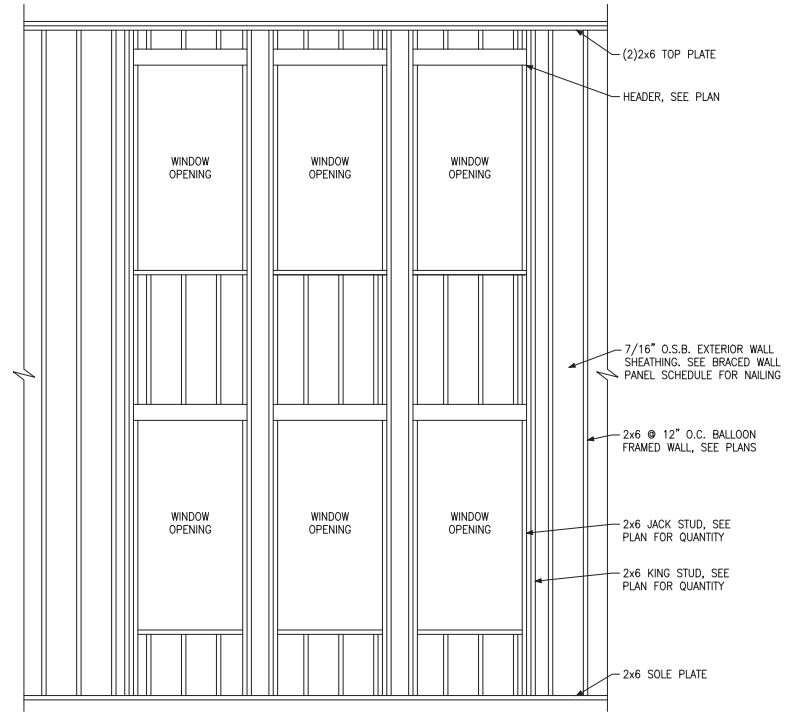 (2)2x6 TOP PLATE
HEADER, SEE PLAN
WINDOW
OPENING
WINDOW
OPENING
WINDOW
OPENING
7/16" O.S.B. EXTERIOR WALL
SHEATHING. SEE BRACED WALL
PANEL SCHEDULE FOR NAILING
2x6 @ 12" O.C. BALLOON
FRAMED WALL, SEE PLANS
WINDOW
OPENING
WINDOW
OPENING
WINDOW
OPENING
2x6 JACK STUD, SEE
PLAN FOR QUANTITY
2x6 KING STUD, SEE
PLAN FOR QUANTITY
2x6 SOLE PLATE